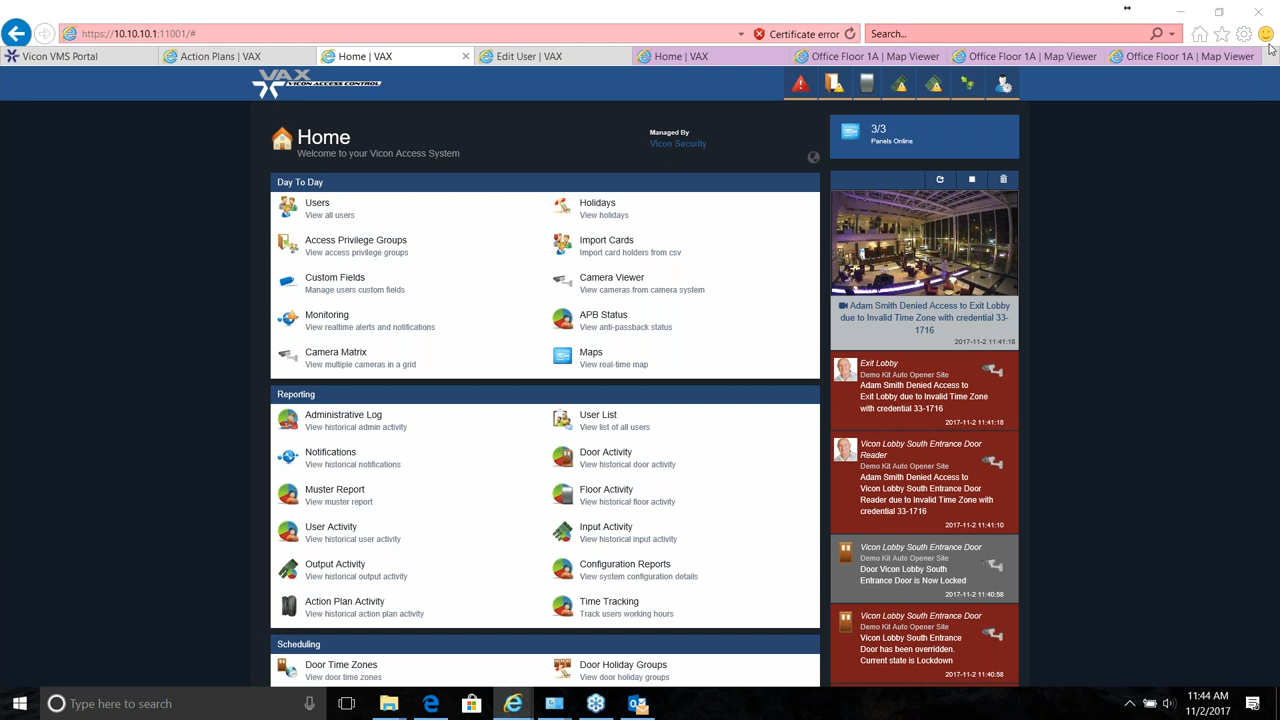 https://10.10.10.1:11001/#
Certificate error
Search...
Vicon VMS Portal
Action Plans | VAX
Home | VAX
Edit User | VAX
Home | VAX
Office Floor 1A | Map Viewer
Office Floor 1A | Map Viewer
Office Floor 1A | Map Viewer
VAX
VICON ACCESS CONTROL
Home
Welcome to your Vicon Access System
Managed By
Vicon Security
3/3
Panels Online
Day To Day
Users
View all users
Holidays
View holidays
Access Privilege Groups
View access privilege groups
Import Cards
Import card holders from csv
Custom Fields
Manage users custom fields
Camera Viewer
View cameras from camera system
Monitoring
View realtime alerts and notifications
APB Status
View anti-passback status
Camera Matrix
View multiple cameras in a grid
Maps
View real-time map
Reporting
Administrative Log
View historical admin activity
User List
View list of all users
Notifications
View historical notifications
Door Activity
View historical door activity
Muster Report
View muster report
Floor Activity
View historical floor activity
User Activity
View historical user activity
Input Activity
View historical input activity
Output Activity
View historical output activity
Configuration Reports
View system configuration details
Action Plan Activity
View historical action plan activity
Time Tracking
Track users working hours
Scheduling
Door Time Zones
View door time zones
Door Holiday Groups
View door holiday groups
Adam Smith Denied Access to Exit Lobby
due to Invalid Time Zone with credential 33-
1716
2017-11-2 11:41:18
Exit Lobby
Demo Kit Auto Opener Site
Adam Smith Denied Access to
Exit Lobby due to Invalid Time Zone
with credential 33-1716
2017-11-2 11:41:18
Vicon Lobby South Entrance Door
Reader
Demo Kit Auto Opener Site
Adam Smith Denied Access to
Vicon Lobby South Entrance Door
Reader due to Invalid Time Zone with
credential 33-1716
2017-11-2 11:41:10
Vicon Lobby South Entrance Door
Demo Kit Auto Opener Site
Door Vicon Lobby South
Entrance Door is Now Locked
2017-11-2 11:40:58
Vicon Lobby South Entrance Door
Demo Kit Auto Opener Site
Vicon Lobby South Entrance
Door has been overridden.
Current state is Lockdown
2017-11-2 11:40:58
Type here to search
11:44 AM
11/2/2017